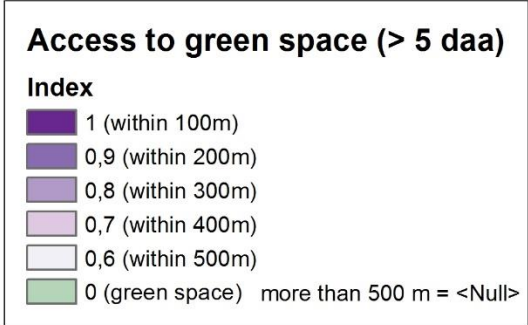 Access to green space (> 5 daa)
Index
1 (within 100m)
0,9 (within 200m)
0,8 (within 300m)
0,7 (within 400m)
0,6 (within 500m)
0 (green space) more than 500 m = <Null>